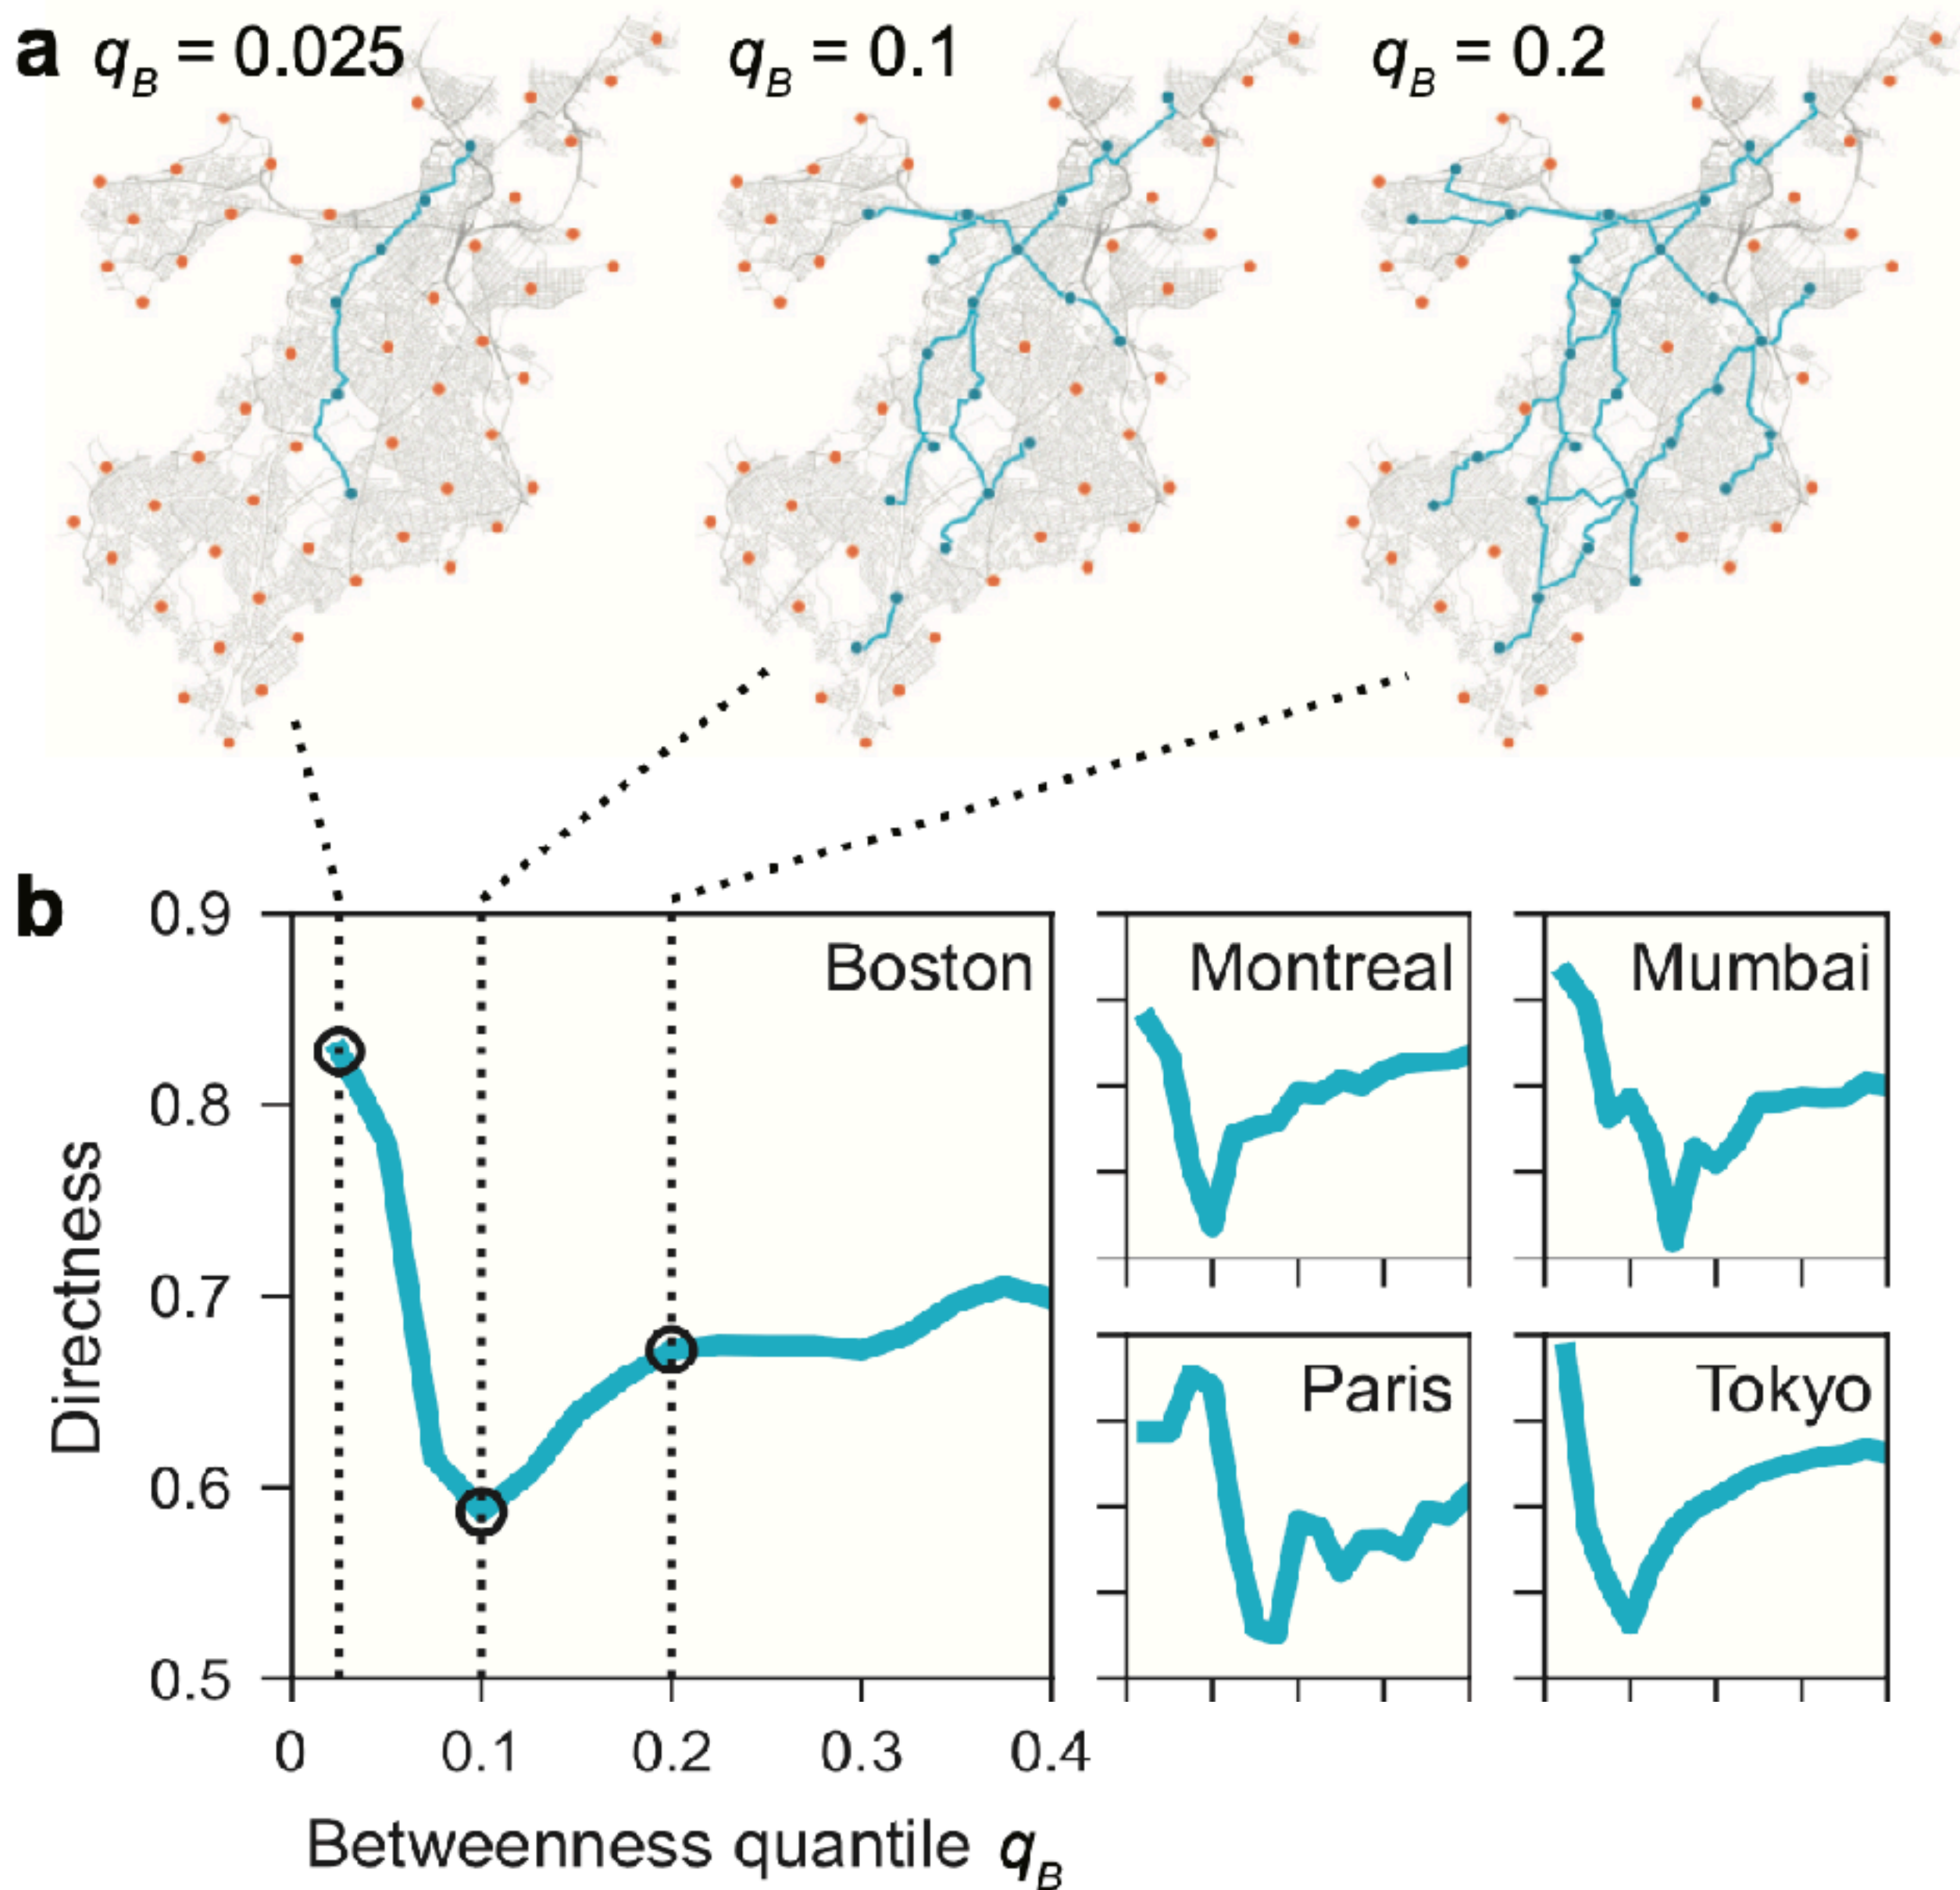 a q_B = 0.025 q_B = 0.1 q_B = 0.2
b
0.9
0.8
0.7
0.6
0.5
Directness
Boston
Montreal
Mumbai
Paris
Tokyo
0 0.1 0.2 0.3 0.4
Betweenness quantile q_B